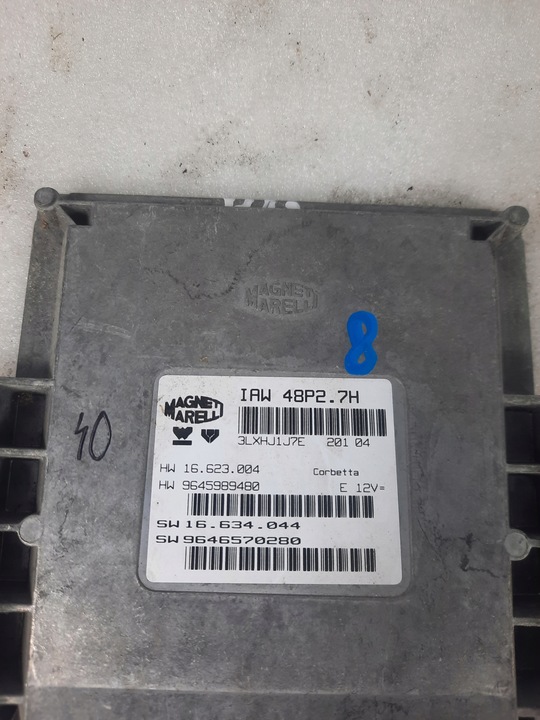 MAGNETI
MARELLI
8
MAGNETI
MARELLI
IAW 48P2.7H
3LXHJ1J7E 201 04
40
HW 16.623.004 Corbetta
HW 9645989480 E 12V=
SW 16.634.044
SW 9646570280